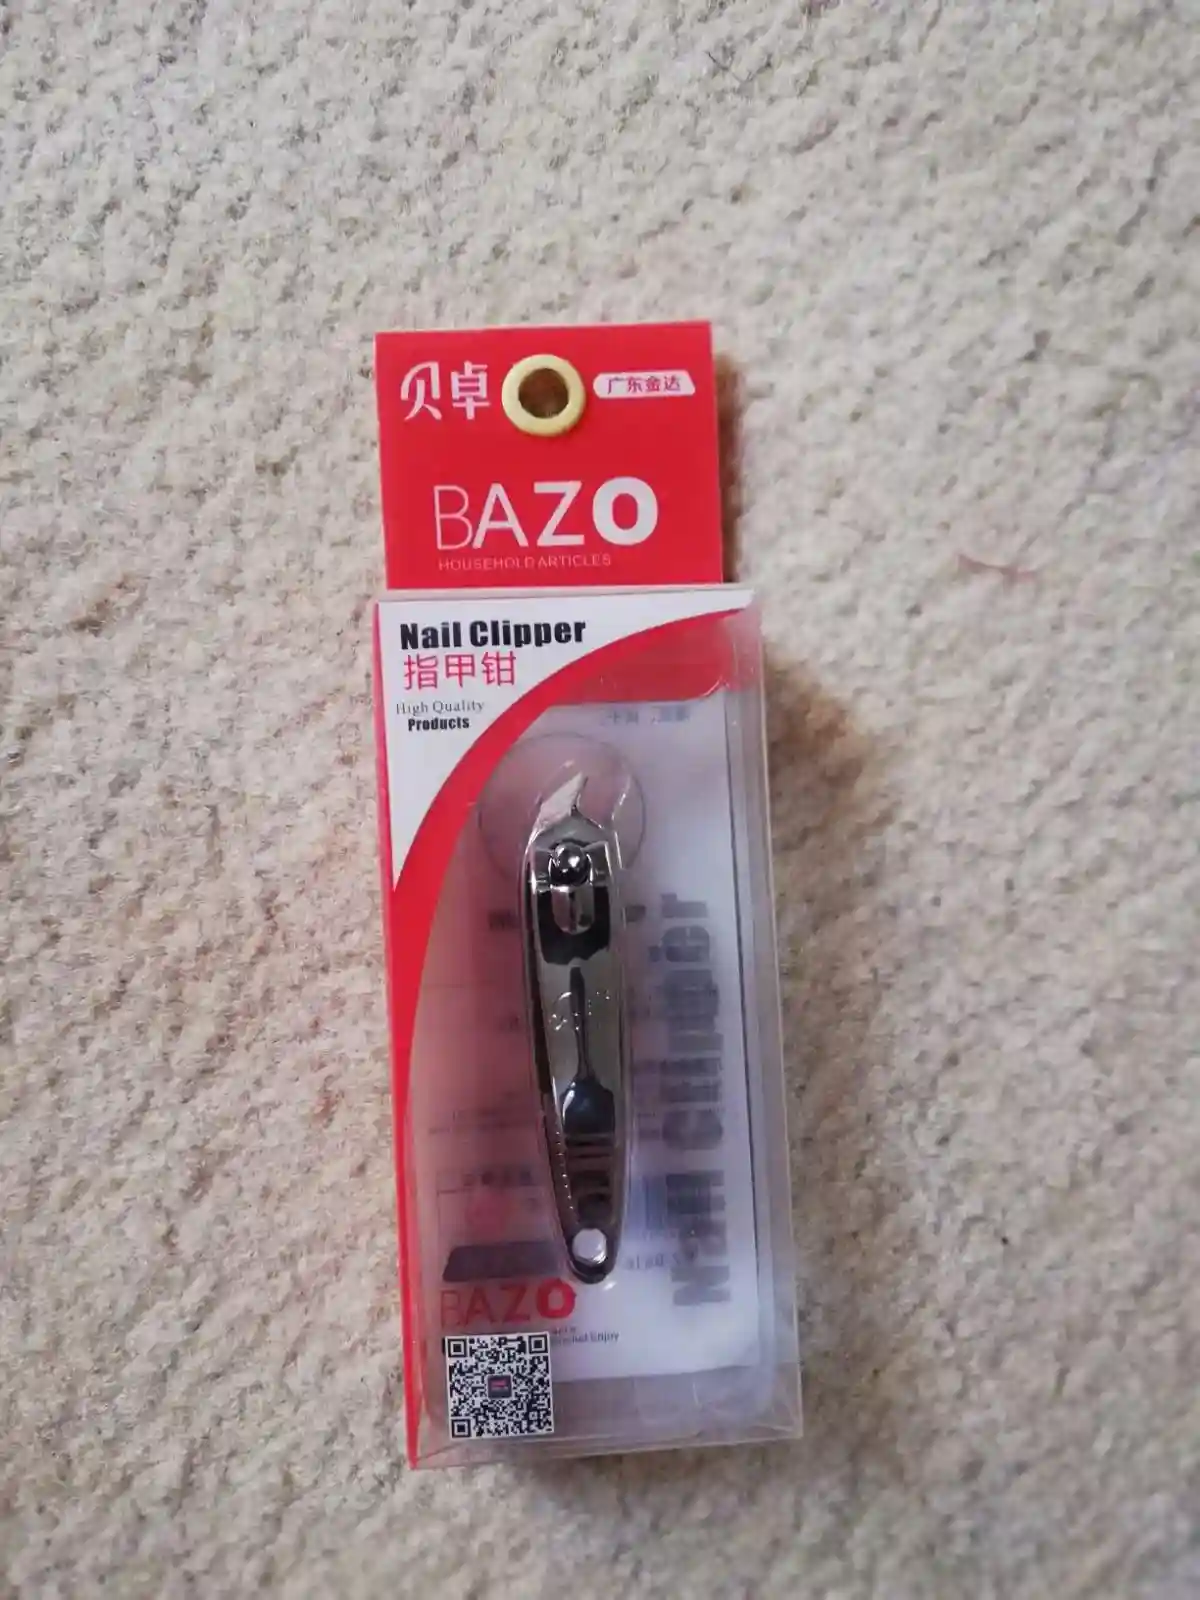 贝卓
广东金达
BAZO
HOUSEHOLD ARTICLES
Nail Clipper
指甲钳
High Quality
Products
Nail Clipper
BAZO